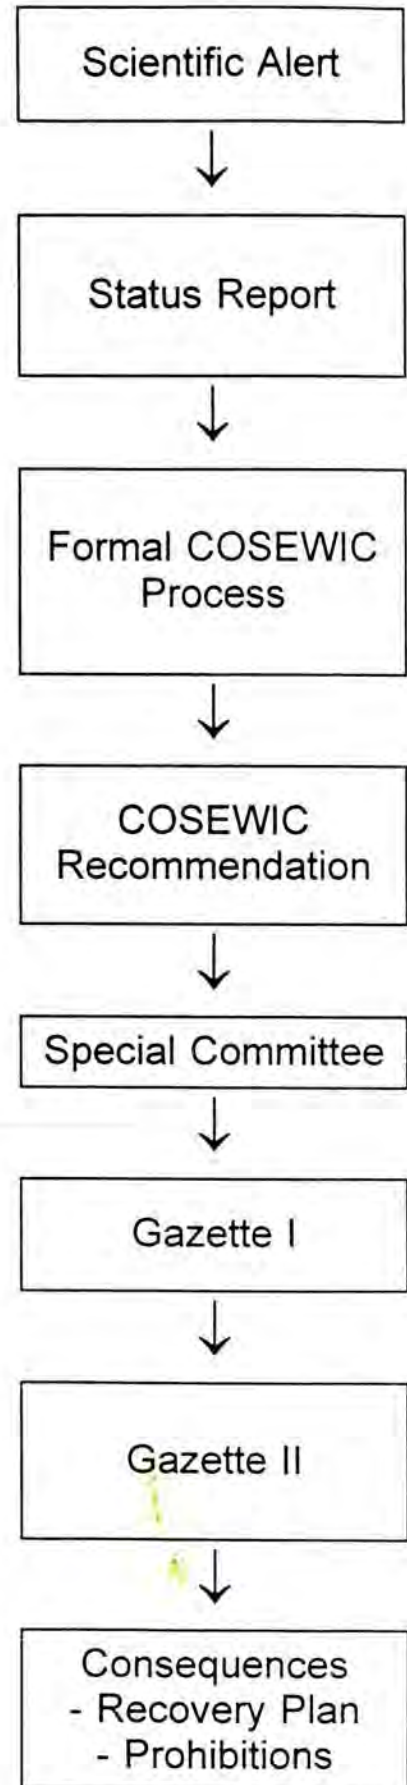 Scientific Alert
Status Report
Formal COSEWIC
Process
COSEWIC
Recommendation
Special Committee
Gazette I
Gazette II
Consequences
- Recovery Plan
- Prohibitions